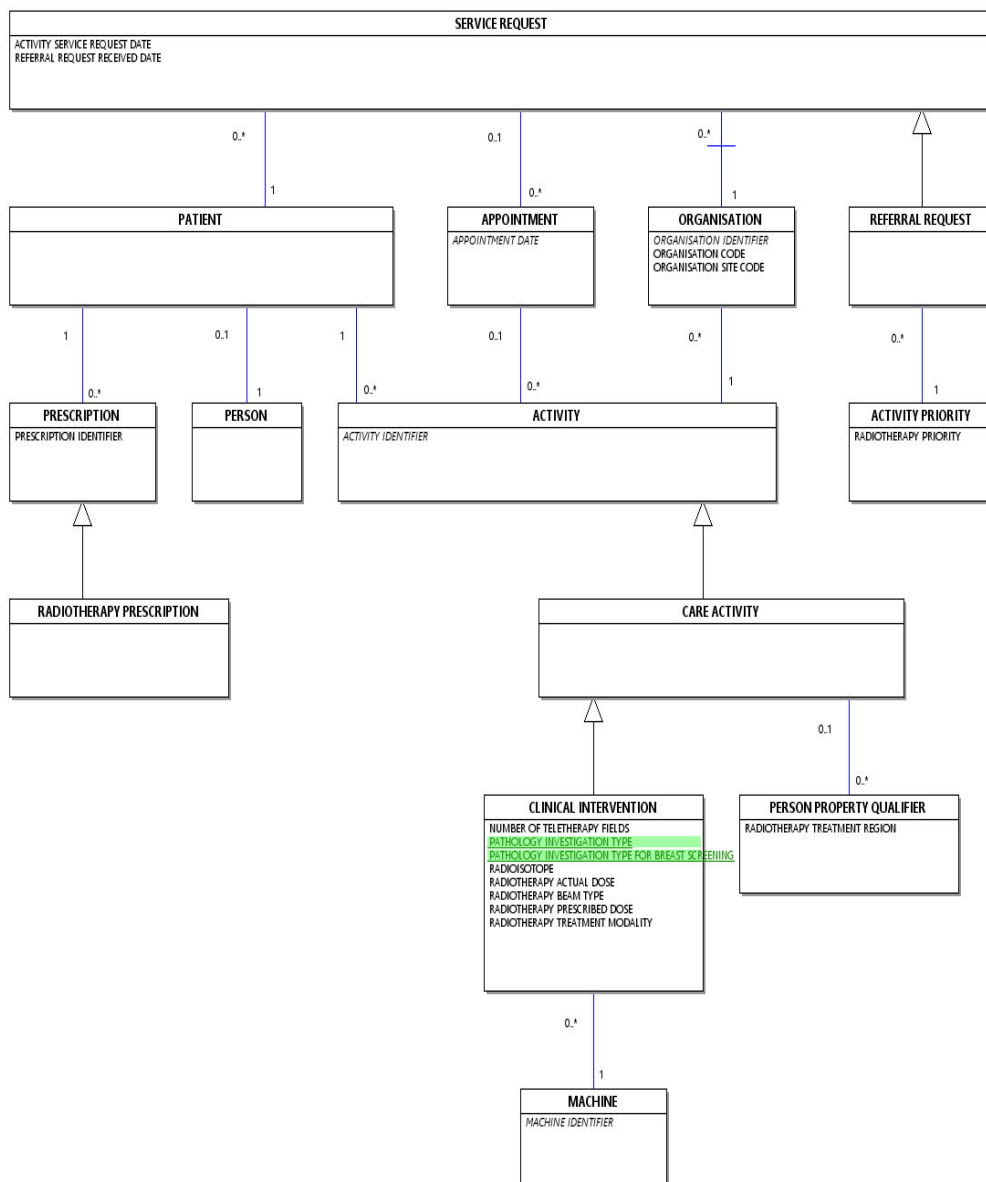 SERVICE REQUEST
ACTIVITY SERVICE REQUEST DATE
REFERRAL REQUEST RECEIVED DATE
0..*
0..1
0..*
1
0..*
1
PATIENT
APPOINTMENT
APPOINTMENT DATE
ORGANISATION
ORGANISATION IDENTIFIER
ORGANISATION CODE
ORGANISATION SITE CODE
REFERRAL REQUEST
1
0..1
1
0..1
0..*
0..*
0..*
1
0..*
0..*
1
1
PRESCRIPTION
PRESCRIPTION IDENTIFIER
PERSON
ACTIVITY
ACTIVITY IDENTIFIER
ACTIVITY PRIORITY
RADIOTHERAPY PRIORITY
RADIOTHERAPY PRESCRIPTION
CARE ACTIVITY
0..1
0..*
CLINICAL INTERVENTION
NUMBER OF TELETHERAPY FIELDS
PATHOLOGY INVESTIGATION TYPE
PATHOLOGY INVESTIGATION TYPE FOR BREAST SCREENING
RADIOISOTOPE
RADIOTHERAPY ACTUAL DOSE
RADIOTHERAPY BEAM TYPE
RADIOTHERAPY PRESCRIBED DOSE
RADIOTHERAPY TREATMENT MODALITY
PERSON PROPERTY QUALIFIER
RADIOTHERAPY TREATMENT REGION
0..*
1
MACHINE
MACHINE IDENTIFIER